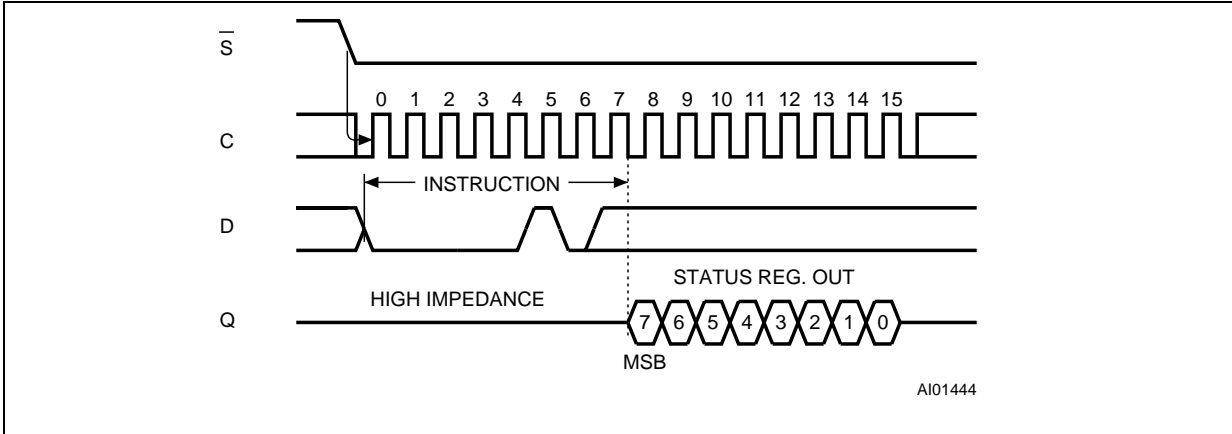 S
0 1 2 3 4 5 6 7 8 9 10 11 12 13 14 15
C
INSTRUCTION
D
STATUS REG. OUT
HIGH IMPEDANCE
Q
7 6 5 4 3 2 1 0
MSB
AI01444